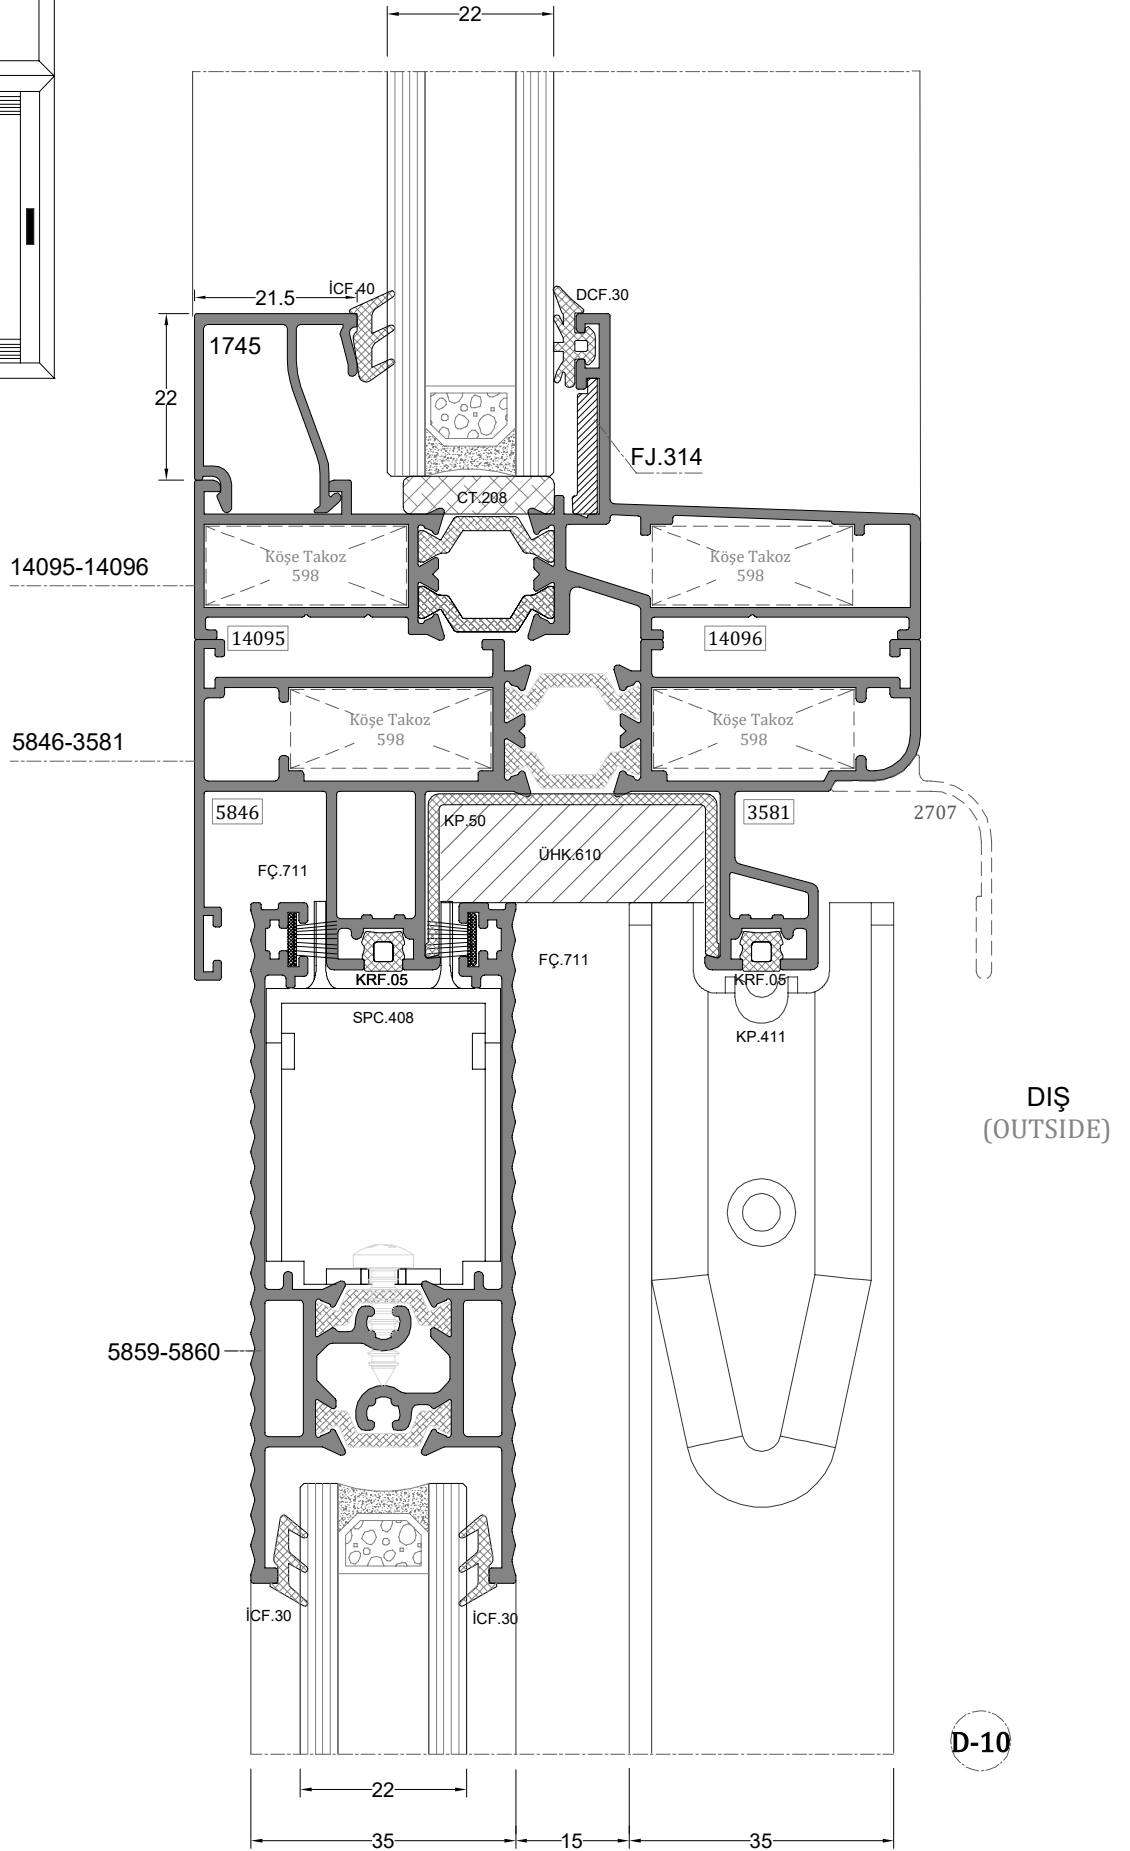 22
21.5
İCF.40
DCF.30
1745
22
FJ.314
CT.208
Köşe Takoz
598
Köşe Takoz
598
14095-14096
14095
14096
Köşe Takoz
598
Köşe Takoz
598
5846-3581
5846
KP.50
3581
2707
ÜHK.610
FÇ.711
FÇ.711
KRF.05
KRF.05
SPC.408
KP.411
DIŞ
(OUTSIDE)
5859-5860
İCF.30
İCF.30
D-10
22
35
15
35